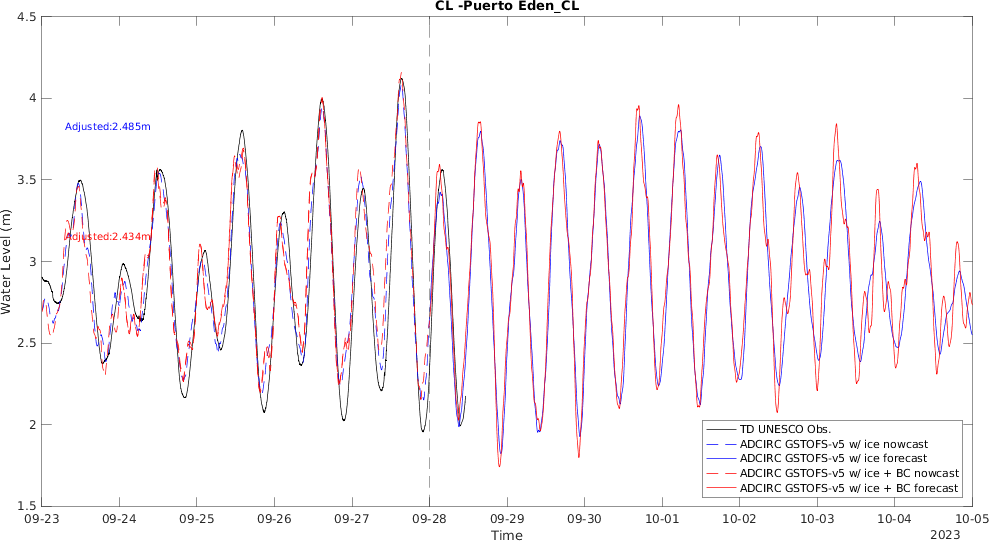 CL -Puerto Eden_CL
4.5
4
3.5
3
2.5
2
1.5
Water Level (m)
Adjusted:2.485m
Adjusted:2.434m
TD UNESCO Obs.
ADCIRC GSTOFS-v5 w/ ice nowcast
ADCIRC GSTOFS-v5 w/ ice forecast
ADCIRC GSTOFS-v5 w/ ice + BC nowcast
ADCIRC GSTOFS-v5 w/ ice + BC forecast
09-23 09-24 09-25 09-26 09-27 09-28 09-29 09-30 10-01 10-02 10-03 10-04 10-05
Time
2023